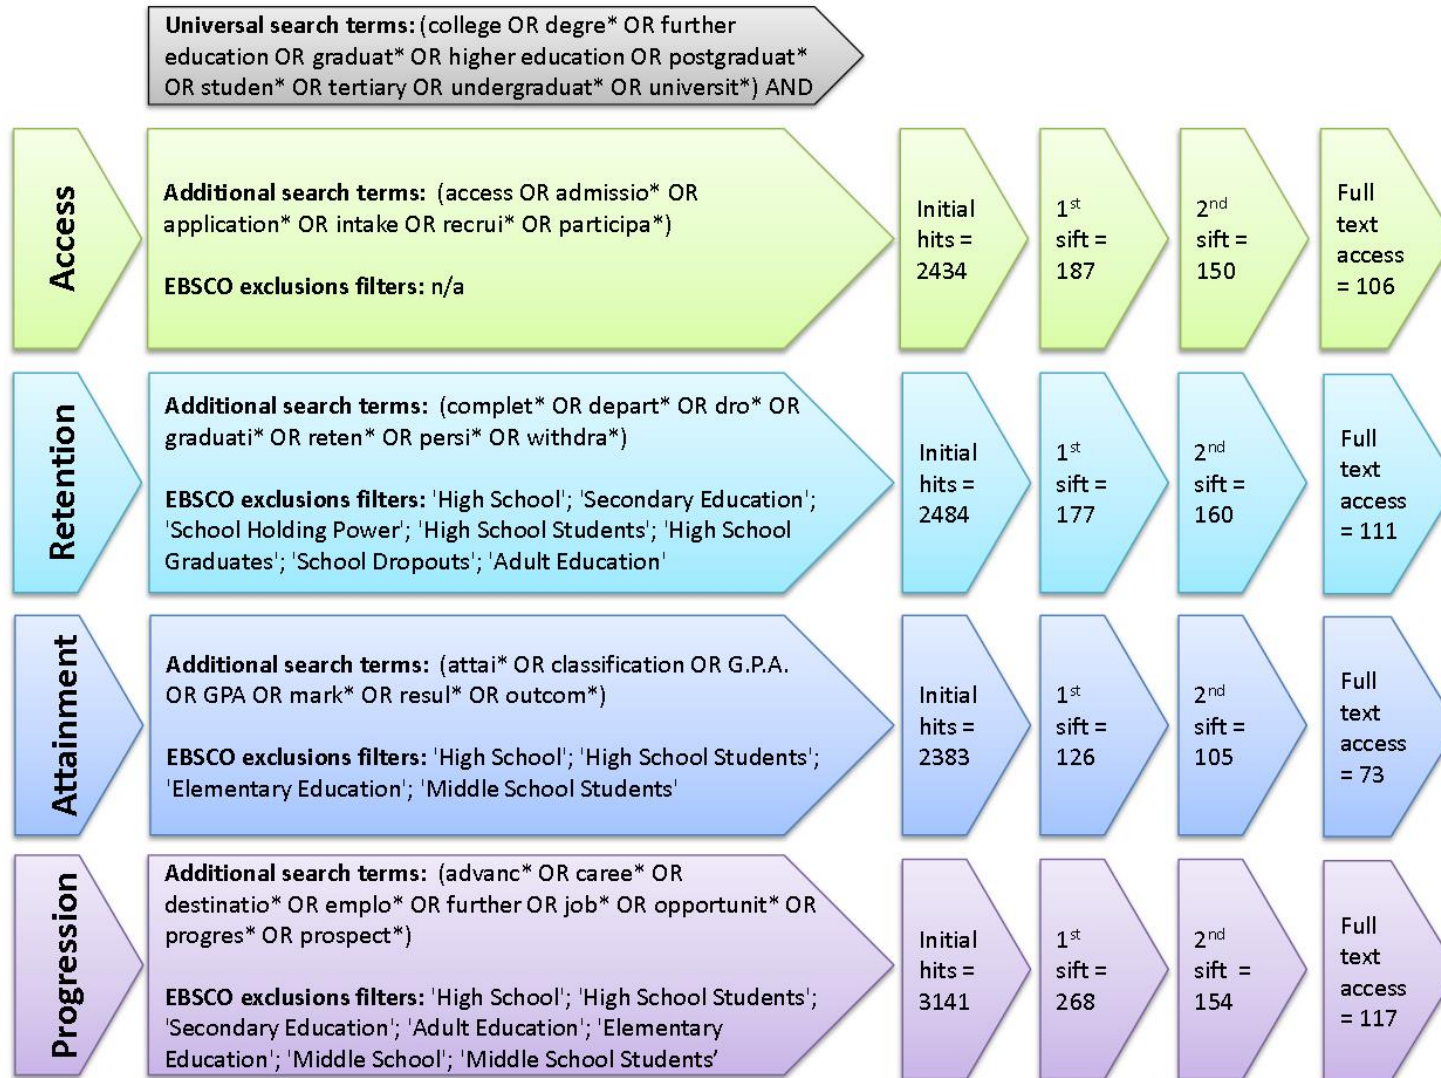 Universal search terms: (college OR degre* OR further
education OR graduat* OR higher education OR postgraduat*
OR studen* OR tertiary OR undergraduat* OR universit*) AND
Access
Additional search terms: (access OR admissio* OR
application* OR intake OR recrui* OR participa*)
EBSCO exclusions filters: n/a
Initial
hits =
2434
1st
sift =
187
2nd
sift =
150
Full
text
access
= 106
Retention
Additional search terms: (complet* OR depart* OR dro* OR
graduati* OR reten* OR persi* OR withdra*)
EBSCO exclusions filters: 'High School'; 'Secondary Education';
'School Holding Power'; 'High School Students'; 'High School
Graduates'; 'School Dropouts'; 'Adult Education'
Initial
hits =
2484
1st
sift =
177
2nd
sift =
160
Full
text
access
= 111
Attainment
Additional search terms: (attai* OR classification OR G.P.A.
OR GPA OR mark* OR resul* OR outcom*)
EBSCO exclusions filters: 'High School'; 'High School Students';
'Elementary Education'; 'Middle School Students'
Initial
hits =
2383
1st
sift =
126
2nd
sift =
105
Full
text
access
= 73
Progression
Additional search terms: (advanc* OR caree* OR
destinatio* OR emplo* OR further OR job* OR opportunit* OR
progres* OR prospect*)
EBSCO exclusions filters: 'High School'; 'High School Students';
'Secondary Education'; 'Adult Education'; 'Elementary
Education'; 'Middle School'; 'Middle School Students’
Initial
hits =
3141
1st
sift =
268
2nd
sift =
154
Full
text
access
= 117